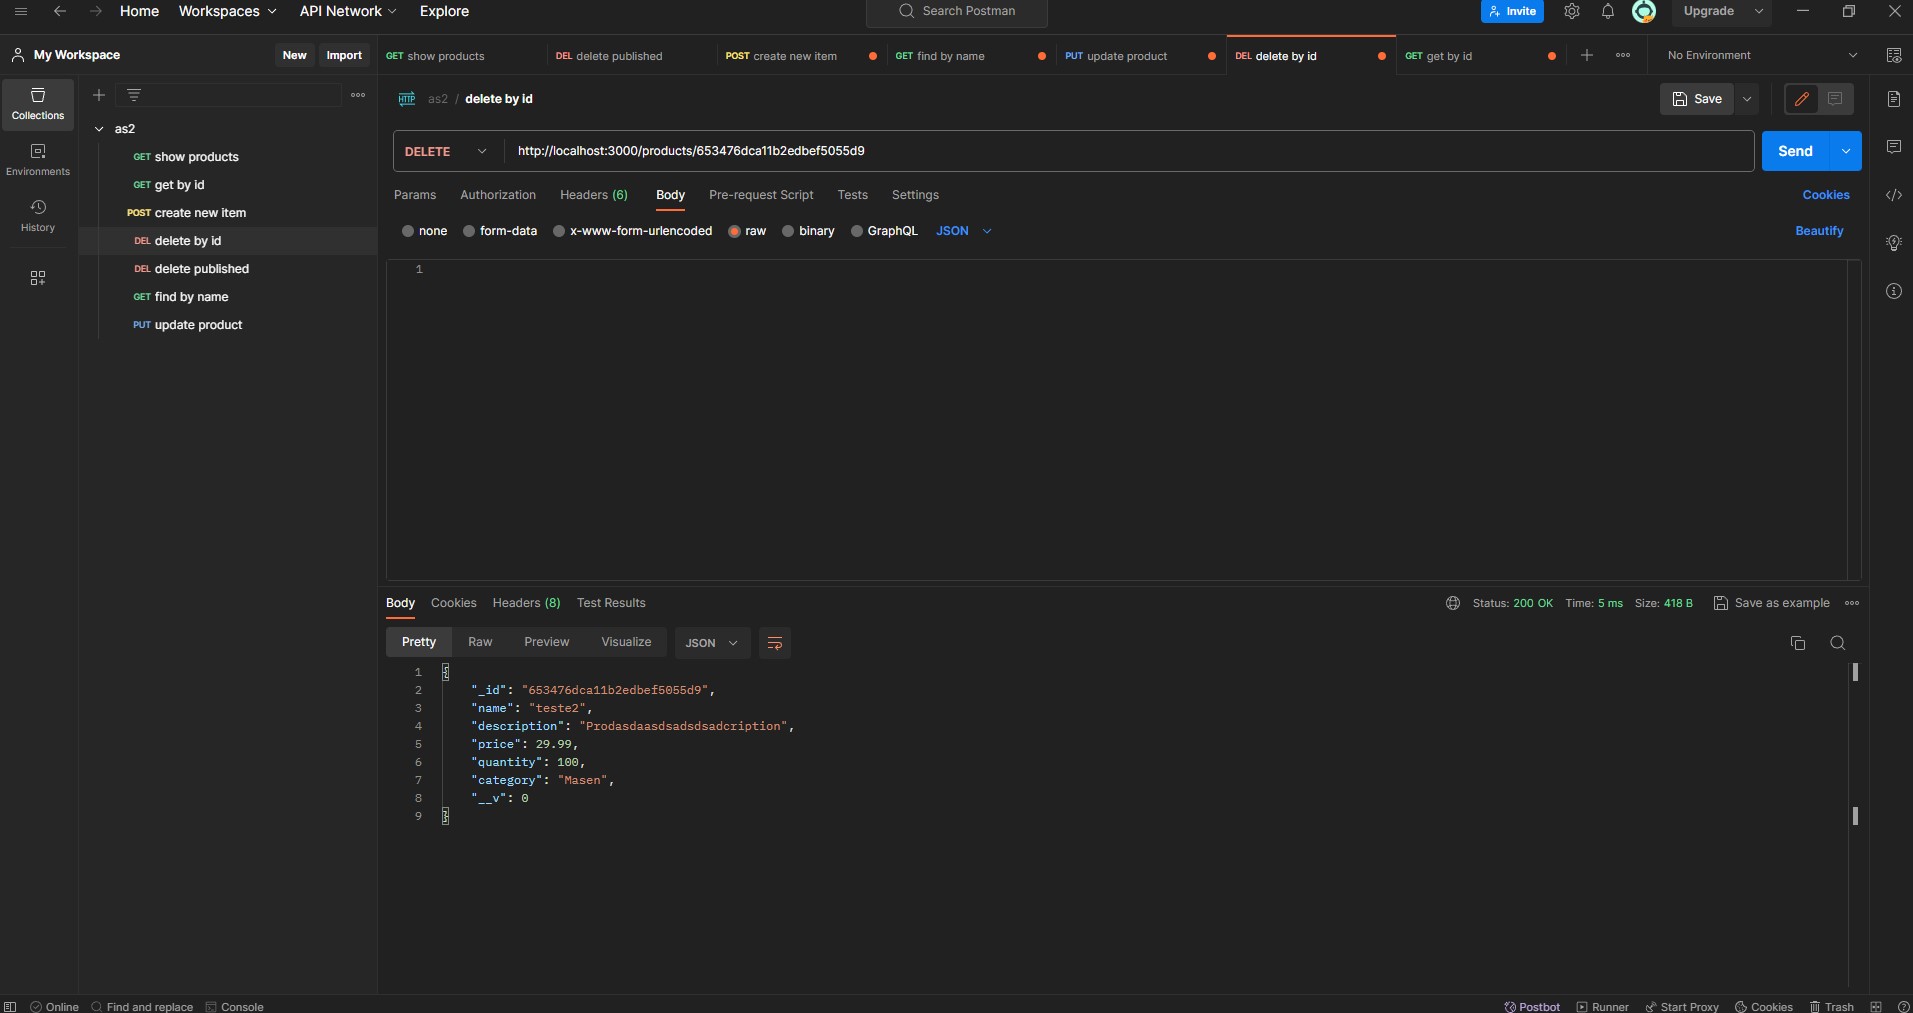 Home Workspaces API Network Explore Search Postman Invite Upgrade
My Workspace New Import
GET show products DEL delete published POST create new item GET find by name PUT update product DEL delete by id GET get by id No Environment
Collections
Environments
History
as2
GET show products
GET get by id
POST create new item
DEL delete by id
DEL delete published
GET find by name
PUT update product
HTTP as2 / delete by id Save
DELETE http://localhost:3000/products/653476dca11b2edbef5055d9 Send
Params Authorization Headers (6) Body Pre-request Script Tests Settings Cookies
none form-data x-www-form-urlencoded raw binary GraphQL JSON Beautify
1
Body Cookies Headers (8) Test Results Status: 200 OK Time: 5 ms Size: 418 B Save as example
Pretty Raw Preview Visualize JSON
1 {
2 "_id": "653476dca11b2edbef5055d9",
3 "name": "teste2",
4 "description": "Prodasdaasdsadsdsadcription",
5 "price": 29.99,
6 "quantity": 100,
7 "category": "Masen",
8 "__v": 0
9 }
Online Find and replace Console Postbot Runner Start Proxy Cookies Trash